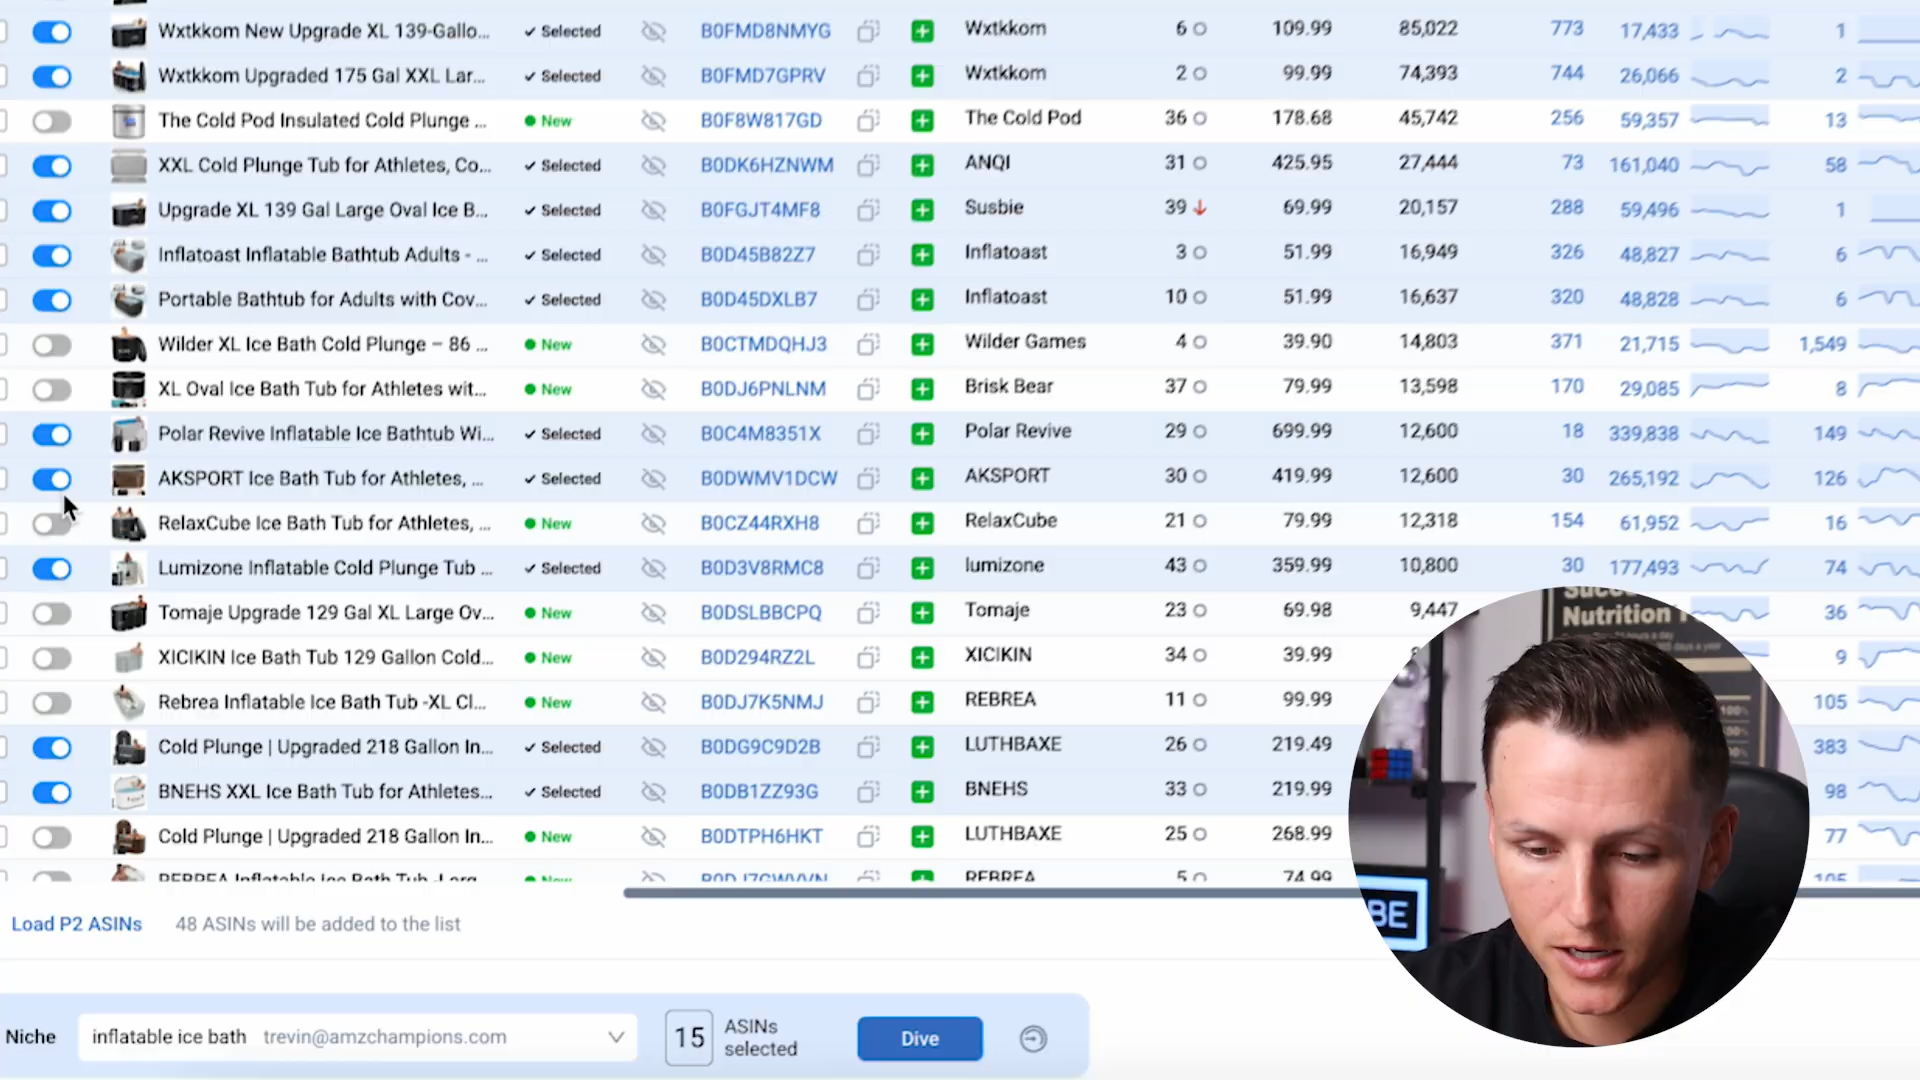 Wxtkkom New Upgrade XL 139-Gallo... ✓ Selected B0FMD8NMYG Wxtkkom 6 109.99 85,022 773 17,433 1
Wxtkkom Upgraded 175 Gal XXL Lar... ✓ Selected B0FMD7GPRV Wxtkkom 2 99.99 74,393 744 26,066 2
The Cold Pod Insulated Cold Plunge ... New B0F8W817GD The Cold Pod 36 178.68 45,742 256 59,357 13
XXL Cold Plunge Tub for Athletes, Co... ✓ Selected B0DK6HZNWM ANQI 31 425.95 27,444 73 161,040 58
Upgrade XL 139 Gal Large Oval Ice B... ✓ Selected B0FGJT4MF8 Susbie 39 69.99 20,157 288 59,496 1
Inflatoast Inflatable Bathtub Adults - ... ✓ Selected B0D45B82Z7 Inflatoast 3 51.99 16,949 326 48,827 6
Portable Bathtub for Adults with Cov... ✓ Selected B0D45DXLB7 Inflatoast 10 51.99 16,637 320 48,828 6
Wilder XL Ice Bath Cold Plunge – 86 ... New B0CTMDQHJ3 Wilder Games 4 39.90 14,803 371 21,715 1,549
XL Oval Ice Bath Tub for Athletes wit... New B0DJ6PNLNM Brisk Bear 37 79.99 13,598 170 29,085 8
Polar Revive Inflatable Ice Bathtub Wi... ✓ Selected B0C4M8351X Polar Revive 29 699.99 12,600 18 339,838 149
AKSPORT Ice Bath Tub for Athletes, ... ✓ Selected B0DWMV1DCW AKSPORT 30 419.99 12,600 30 265,192 126
RelaxCube Ice Bath Tub for Athletes, ... New B0CZ44RXH8 RelaxCube 21 79.99 12,318 154 61,952 16
Lumizone Inflatable Cold Plunge Tub ... ✓ Selected B0D3V8RMC8 lumizone 43 359.99 10,800 30 177,493 74
Tomaje Upgrade 129 Gal XL Large Ov... New B0DSLBBCPQ Tomaje 23 69.98 9,447 36
XICIKIN Ice Bath Tub 129 Gallon Cold... New B0D294RZ2L XICIKIN 34 39.99 9
Rebrea Inflatable Ice Bath Tub -XL Cl... New B0DJ7K5NMJ REBREA 11 99.99 105
Cold Plunge | Upgraded 218 Gallon In... ✓ Selected B0DG9C9D2B LUTHBAXE 26 219.49 383
BNEHS XXL Ice Bath Tub for Athletes... ✓ Selected B0DB1ZZ93G BNEHS 33 219.99 98
Cold Plunge | Upgraded 218 Gallon In... New B0DTPH6HKT LUTHBAXE 25 268.99 77
REBREA Inflatable Ice Bath Tub -Larg... New REBREA 5 74.99 105
Nutrition
BE
Load P2 ASINs 48 ASINs will be added to the list
Niche inflatable ice bath trevin@amzchampions.com 15 ASINs selected Dive